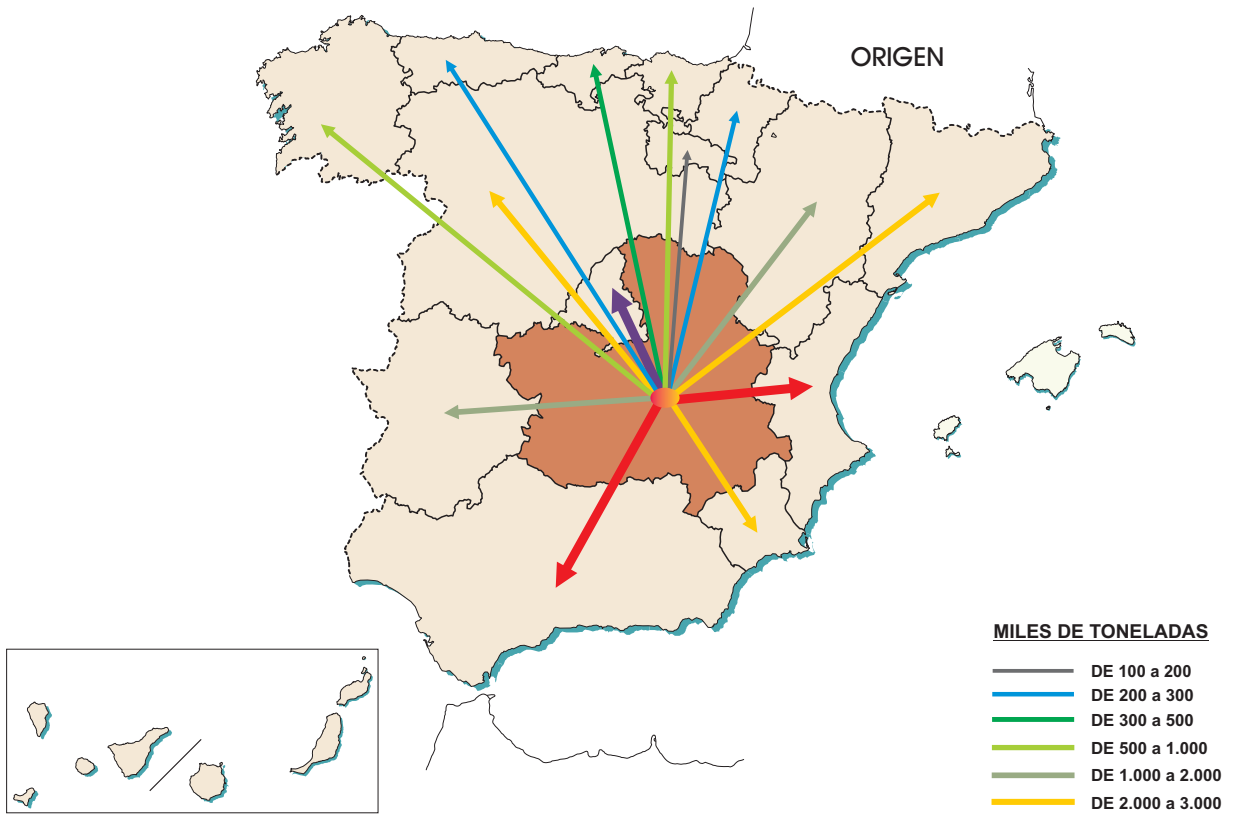 ORIGEN
MILES DE TONELADAS
DE 100 a 200
DE 200 a 300
DE 300 a 500
DE 500 a 1.000
DE 1.000 a 2.000
DE 2.000 a 3.000